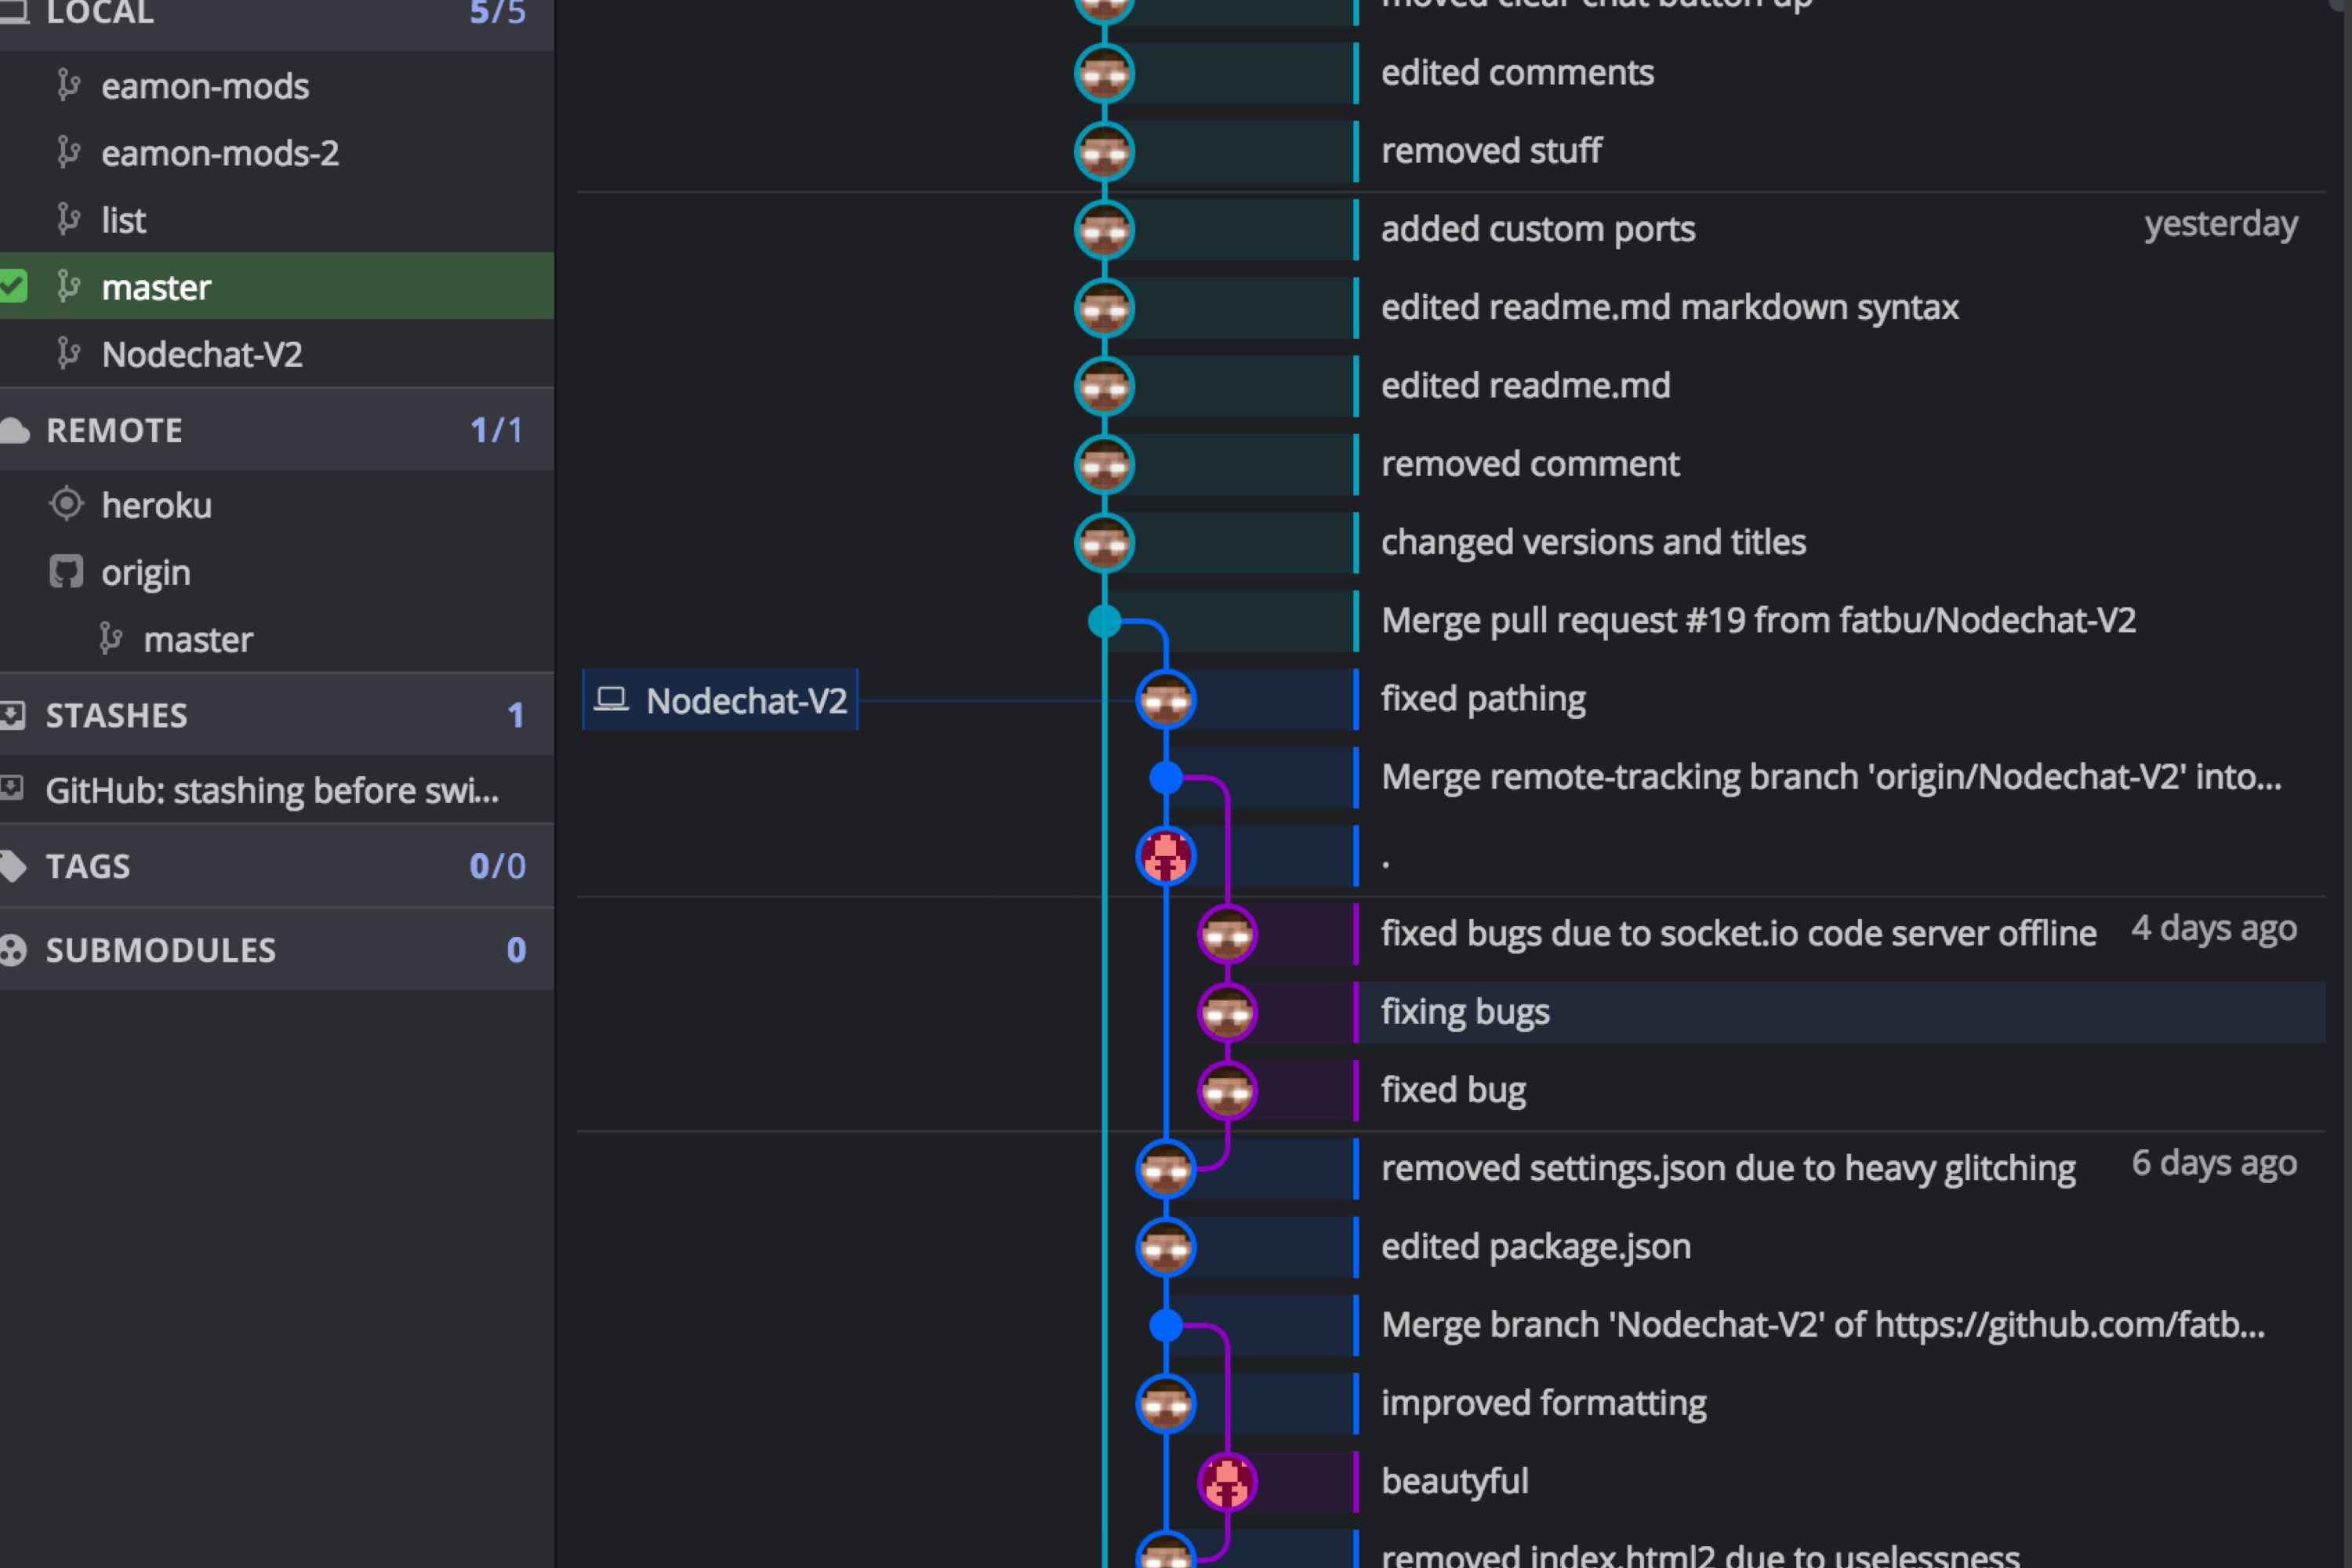 LOCAL 5/5
eamon-mods
eamon-mods-2
list
master
Nodechat-V2
REMOTE 1/1
heroku
origin
master
STASHES 1
GitHub: stashing before swi...
TAGS 0/0
SUBMODULES 0
Nodechat-V2
moved clear chat button up
edited comments
removed stuff
added custom ports yesterday
edited readme.md markdown syntax
edited readme.md
removed comment
changed versions and titles
Merge pull request #19 from fatbu/Nodechat-V2
fixed pathing
Merge remote-tracking branch 'origin/Nodechat-V2' into...
.
fixed bugs due to socket.io code server offline 4 days ago
fixing bugs
fixed bug
removed settings.json due to heavy glitching 6 days ago
edited package.json
Merge branch 'Nodechat-V2' of https://github.com/fatb...
improved formatting
beautyful
removed index.html2 due to uselessness